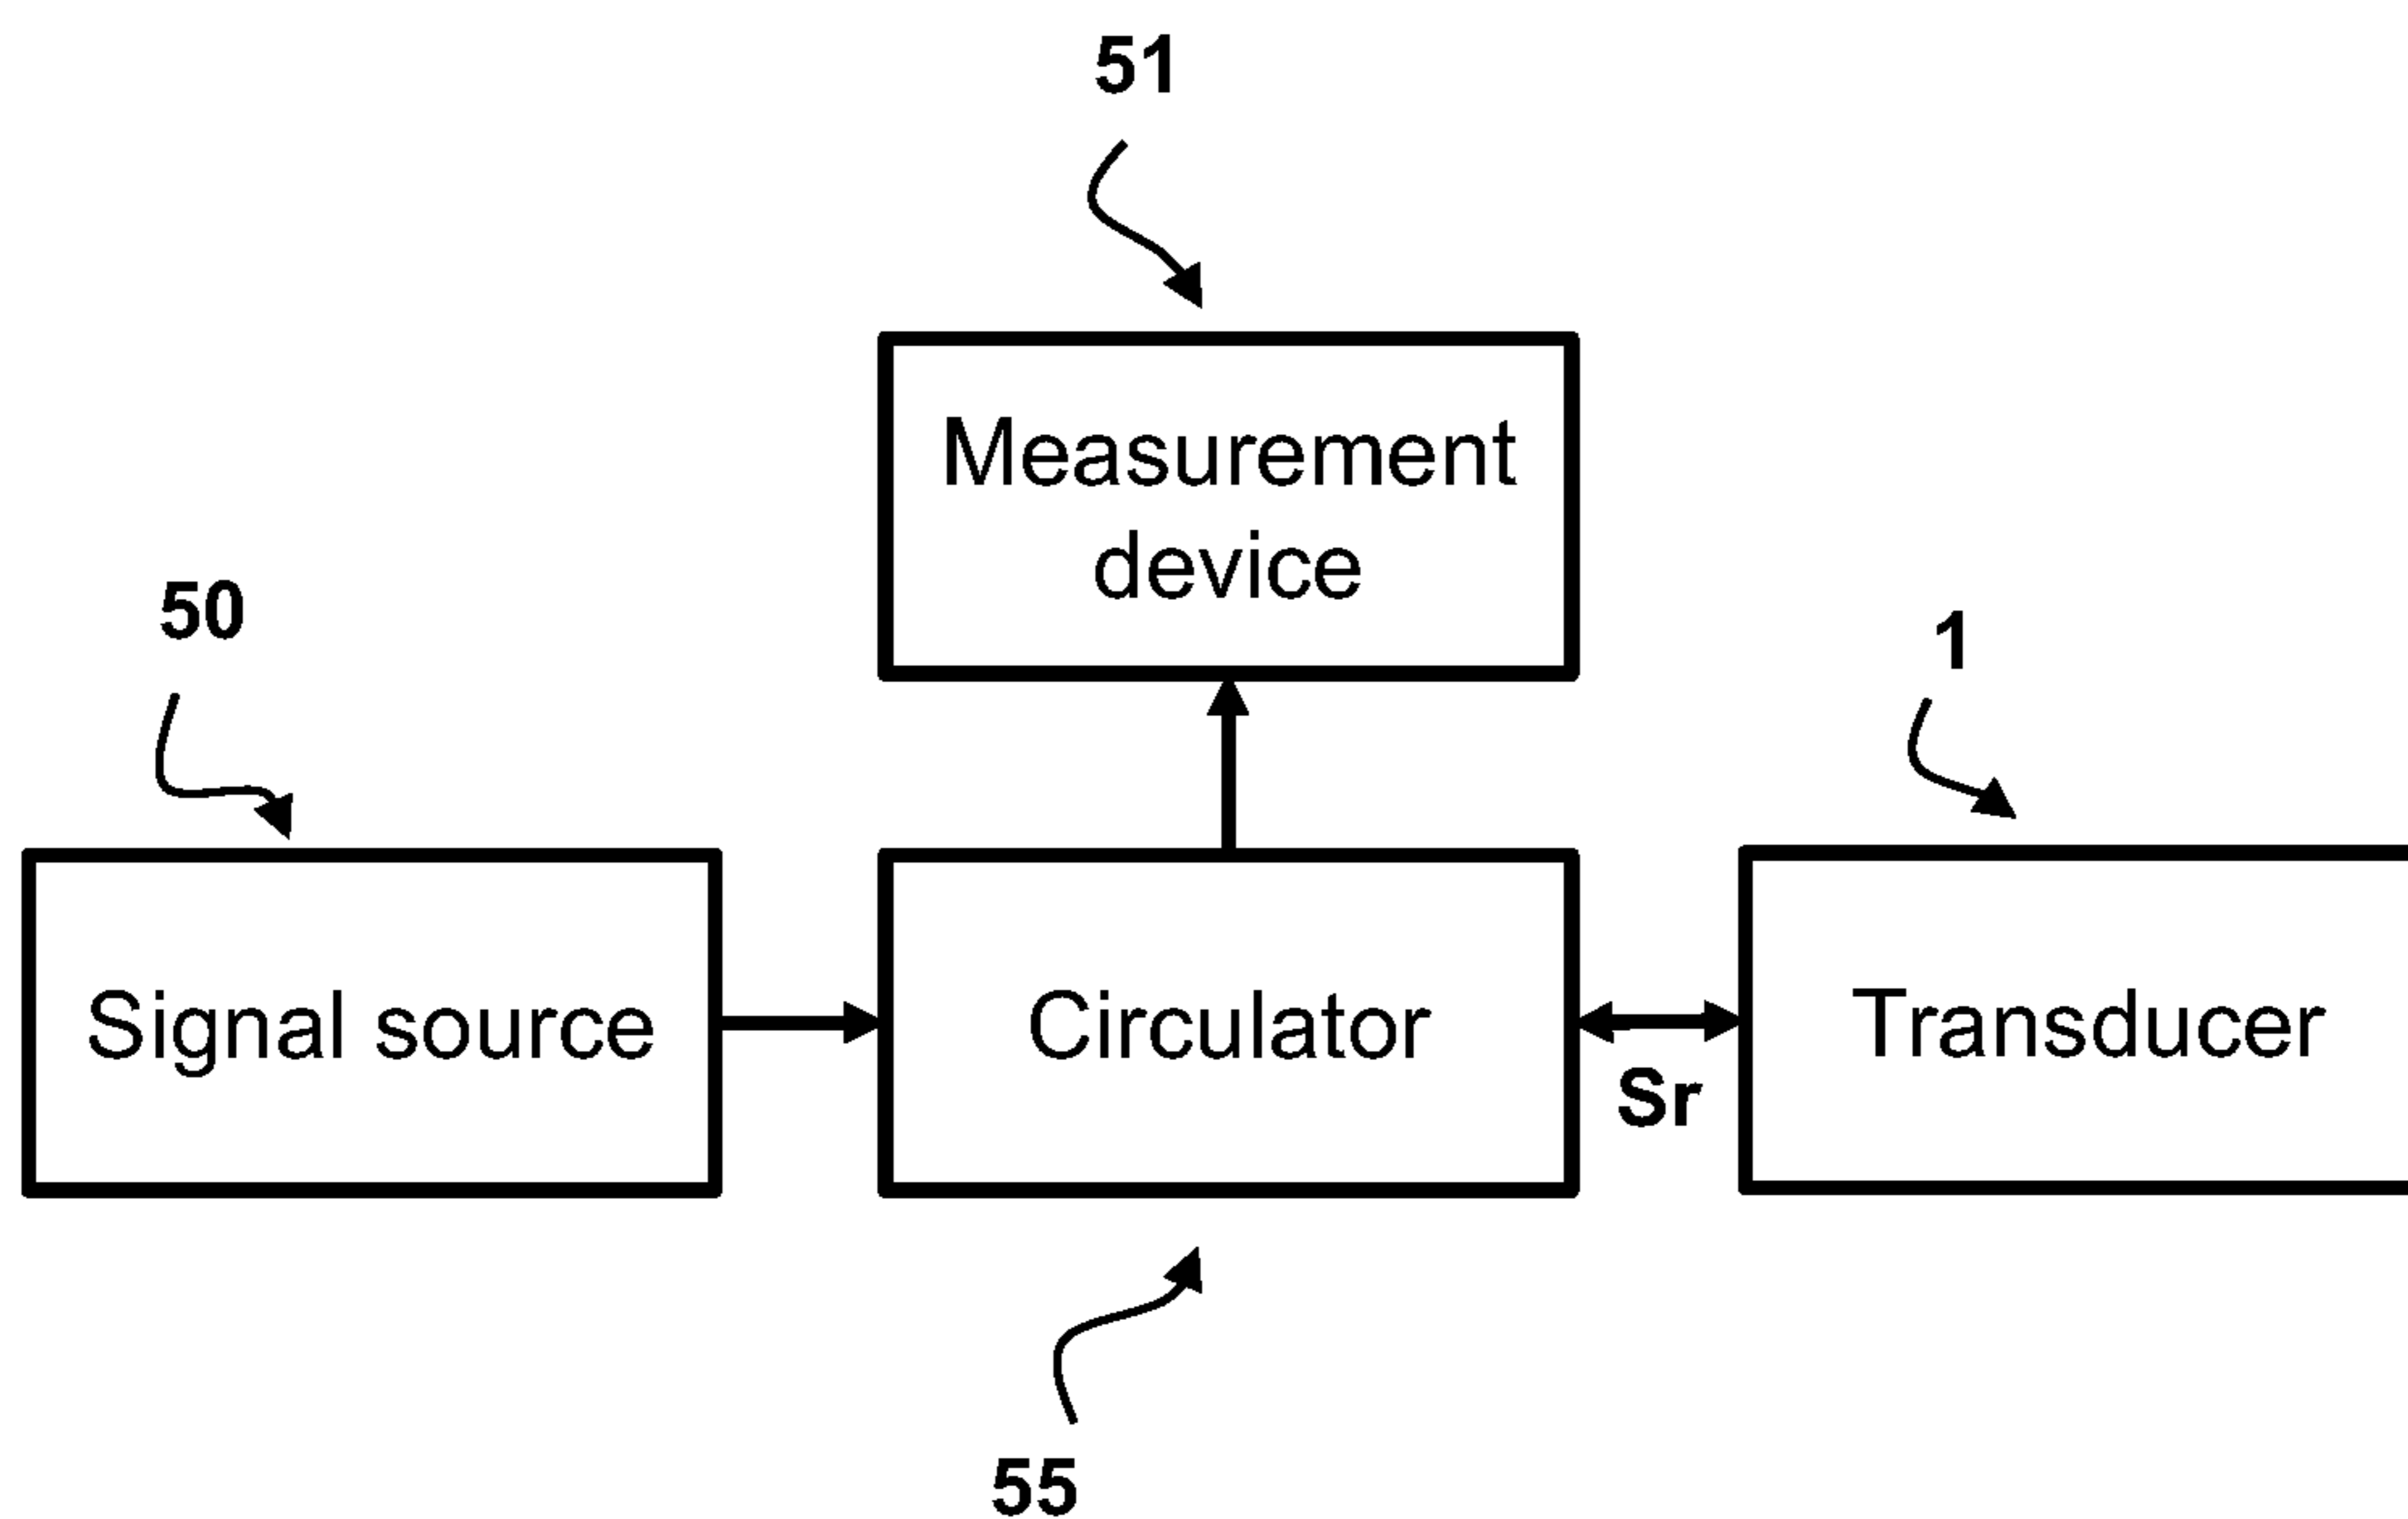 51
Measurement
device
50
1
Signal source
Circulator
Transducer
Sr
55